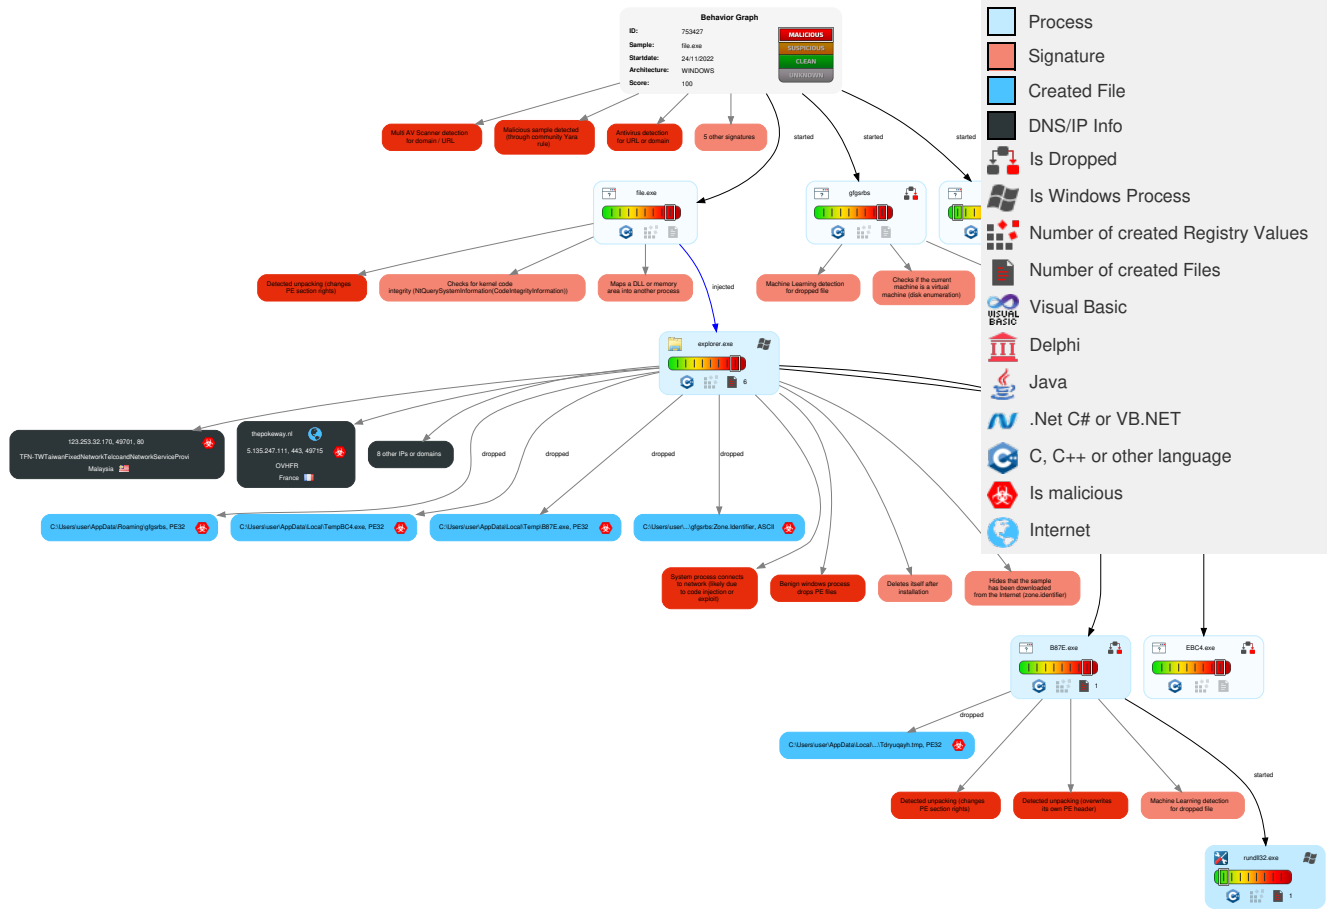 Behavior Graph
ID: 753427
Sample: file.exe
Startdate: 24/11/2022
Architecture: WINDOWS
Score: 100
MALICIOUS
SUSPICIOUS
CLEAN
UNKNOWN
Process
Signature
Created File
DNS/IP Info
Is Dropped
Is Windows Process
Number of created Registry Values
Number of created Files
VISUAL
BASIC
Visual Basic
Delphi
Java
.Net C# or VB.NET
C, C++ or other language
Is malicious
Internet
Multi AV Scanner detection
for domain / URL
Malicious sample detected
(through community Yara
rule)
Antivirus detection
for URL or domain
5 other signatures
started
started
started
file.exe
gfgsrbs
Detected unpacking (changes
PE section rights)
Checks for kernel code
integrity (NtQuerySystemInformation(CodeIntegrityInformation))
Maps a DLL or memory
area into another process
injected
Machine Learning detection
for dropped file
Checks if the current
machine is a virtual
machine (disk enumeration)
explorer.exe
6
123.253.32.170, 49701, 80
TFN-TWTaiwanFixedNetworkTelcoandNetworkServiceProvi
Malaysia
thepokeway.nl
5.135.247.111, 443, 49715
OVHFR
France
8 other IPs or domains
dropped
dropped
dropped
dropped
C:\Users\user\AppData\Roaming\gfgsrbs, PE32
C:\Users\user\AppData\Local\TempBC4.exe, PE32
C:\Users\user\AppData\Local\Temp\B87E.exe, PE32
C:\Users\user\...\gfgsrbs:Zone.Identifier, ASCII
System process connects
to network (likely due
to code injection or
exploit)
Benign windows process
drops PE files
Deletes itself after
installation
Hides that the sample
has been downloaded
from the Internet (zone.identifier)
B87E.exe
1
EBC4.exe
dropped
C:\Users\user\AppData\Local\...\Tdryuqayh.tmp, PE32
started
Detected unpacking (changes
PE section rights)
Detected unpacking (overwrites
its own PE header)
Machine Learning detection
for dropped file
rundll32.exe
1